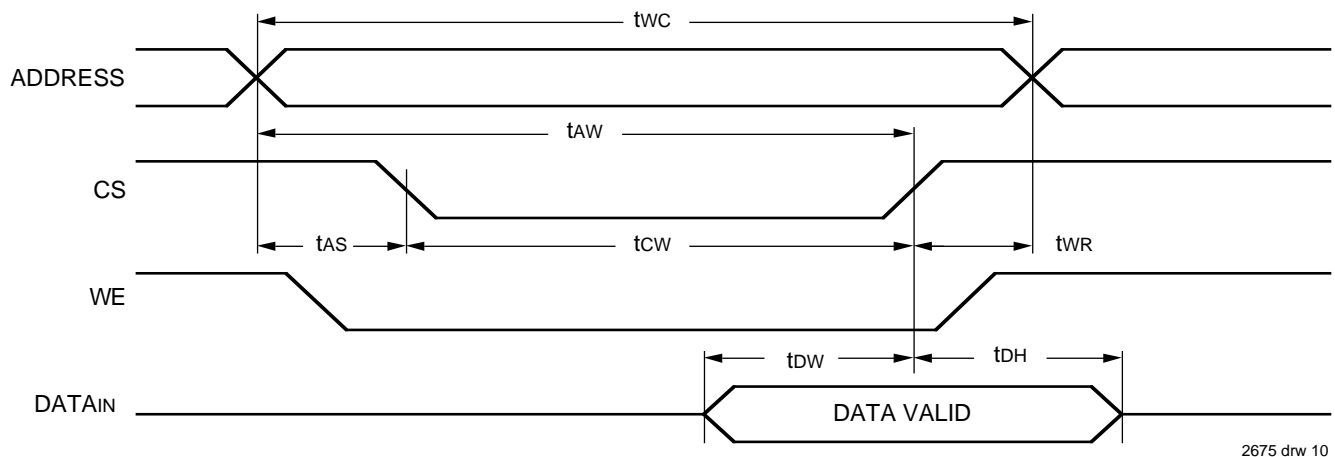 tWC
ADDRESS
tAW
CS
tAS
tCW
tWR
WE
tDW
tDH
DATAIN
DATA VALID
2675 drw 10